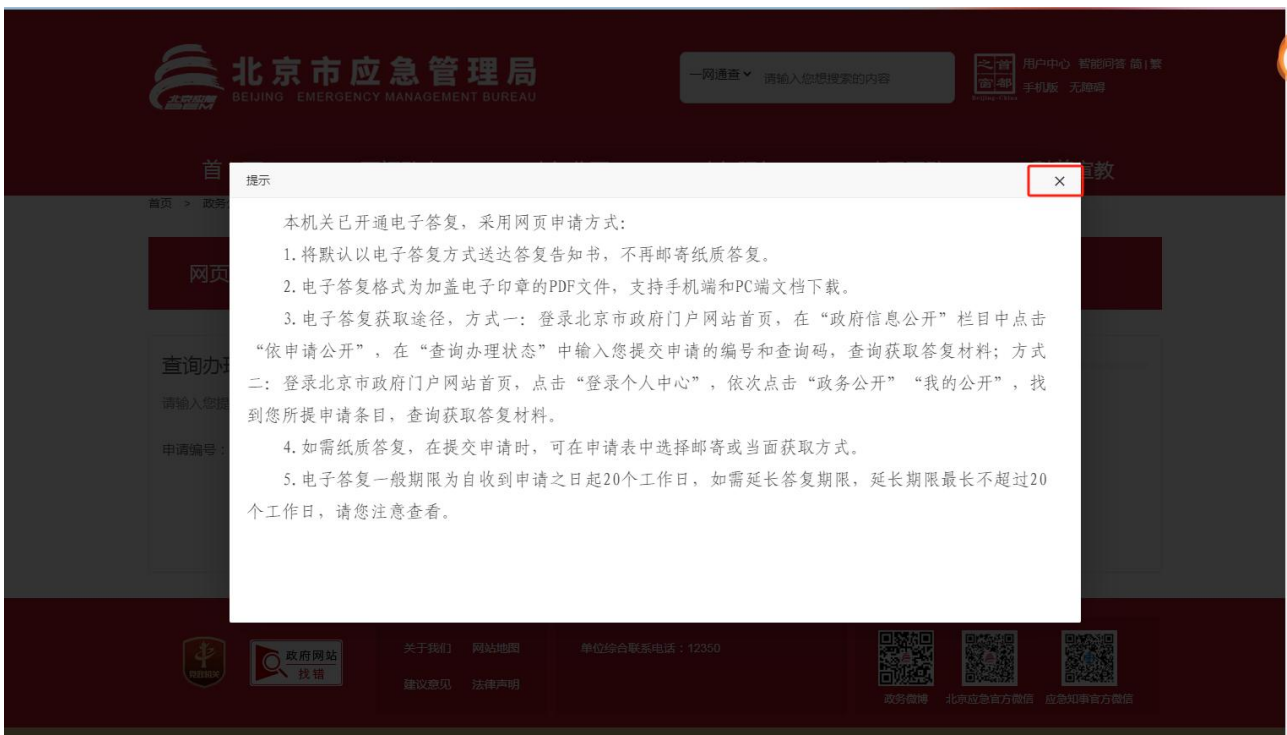 北京市应急管理局
BEIJING EMERGENCY MANAGEMENT BUREAU
一网通查
请输入您想搜索的内容
首都之窗
Beijing-China
用户中心 智能问答 简|繁
手机版 无障碍
首
宣教
首页 > 政务
网页
提示
×
本机关已开通电子答复,采用网页申请方式:
1.将默认以电子答复方式送达答复告知书,不再邮寄纸质答复。
2.电子答复格式为加盖电子印章的PDF文件,支持手机端和PC端文档下载。
3.电子答复获取途径,方式一:登录北京市政府门户网站首页,在“政府信息公开”栏目中点击
“依申请公开”,在“查询办理状态”中输入您提交申请的编号和查询码,查询获取答复材料;方式
二:登录北京市政府门户网站首页,点击“登录个人中心”,依次点击“政务公开”“我的公开”,找
到您所提申请条目,查询获取答复材料。
4.如需纸质答复,在提交申请时,可在申请表中选择邮寄或当面获取方式。
5.电子答复一般期限为自收到申请之日起20个工作日,如需延长答复期限,延长期限最长不超过20
个工作日,请您注意查看。
查询办理
请输入您提
申请编号:
政府网站
找错
关于我们 网站地图
建议意见 法律声明
单位综合联系电话:12350
政务微博
北京应急官方微信
应急知事官方微信